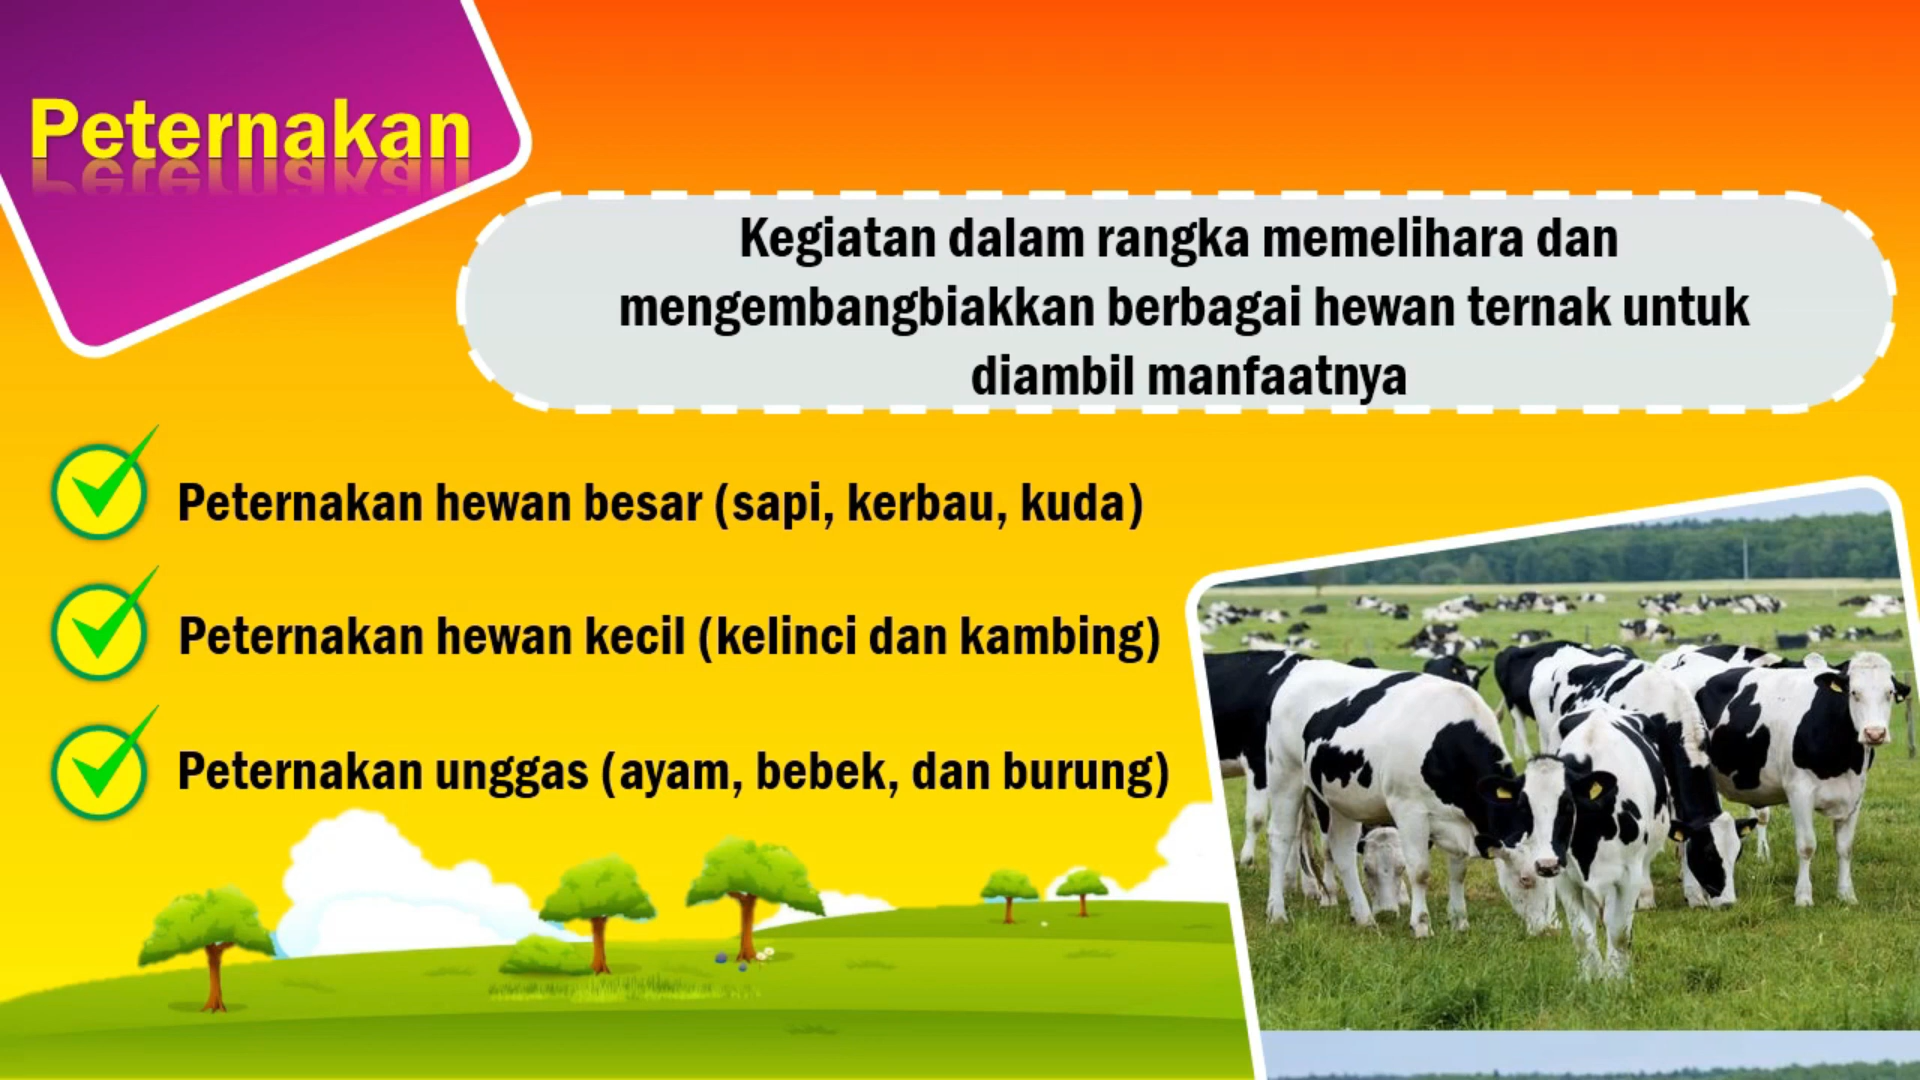 Peternakan
Kegiatan dalam rangka memelihara dan
mengembangbiakkan berbagai hewan ternak untuk
diambil manfaatnya
Peternakan hewan besar (sapi, kerbau, kuda)
Peternakan hewan kecil (kelinci dan kambing)
Peternakan unggas (ayam, bebek, dan burung)